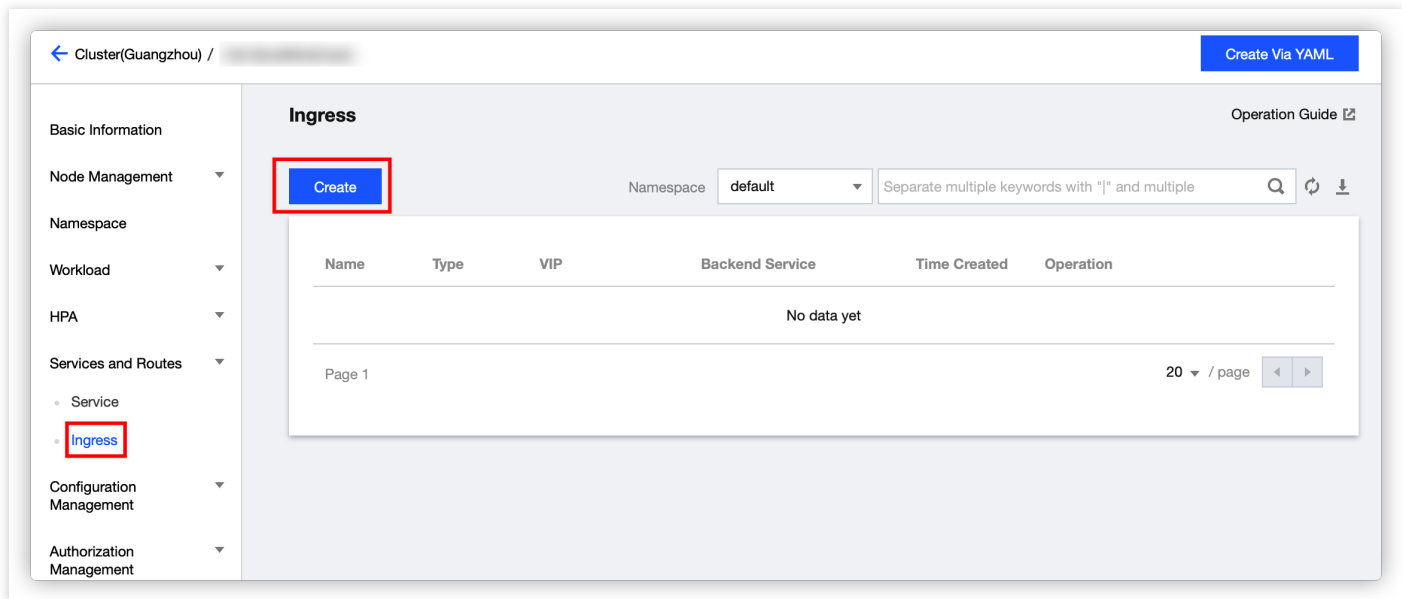 Cluster(Guangzhou) /
Create Via YAML
Basic Information
Node Management
Namespace
Workload
HPA
Services and Routes
Service
Ingress
Configuration
Management
Authorization
Management
Ingress
Operation Guide
Create
Namespace
default
Separate multiple keywords with "|" and multiple
Name Type VIP Backend Service Time Created Operation
No data yet
Page 1
20 / page